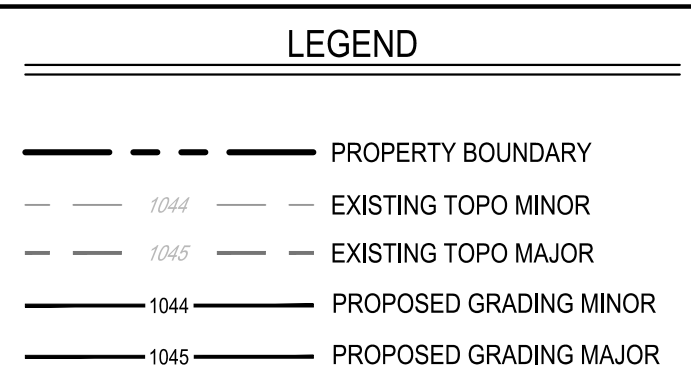 LEGEND
PROPERTY BOUNDARY
1044 EXISTING TOPO MINOR
1045 EXISTING TOPO MAJOR
1044 PROPOSED GRADING MINOR
1045 PROPOSED GRADING MAJOR